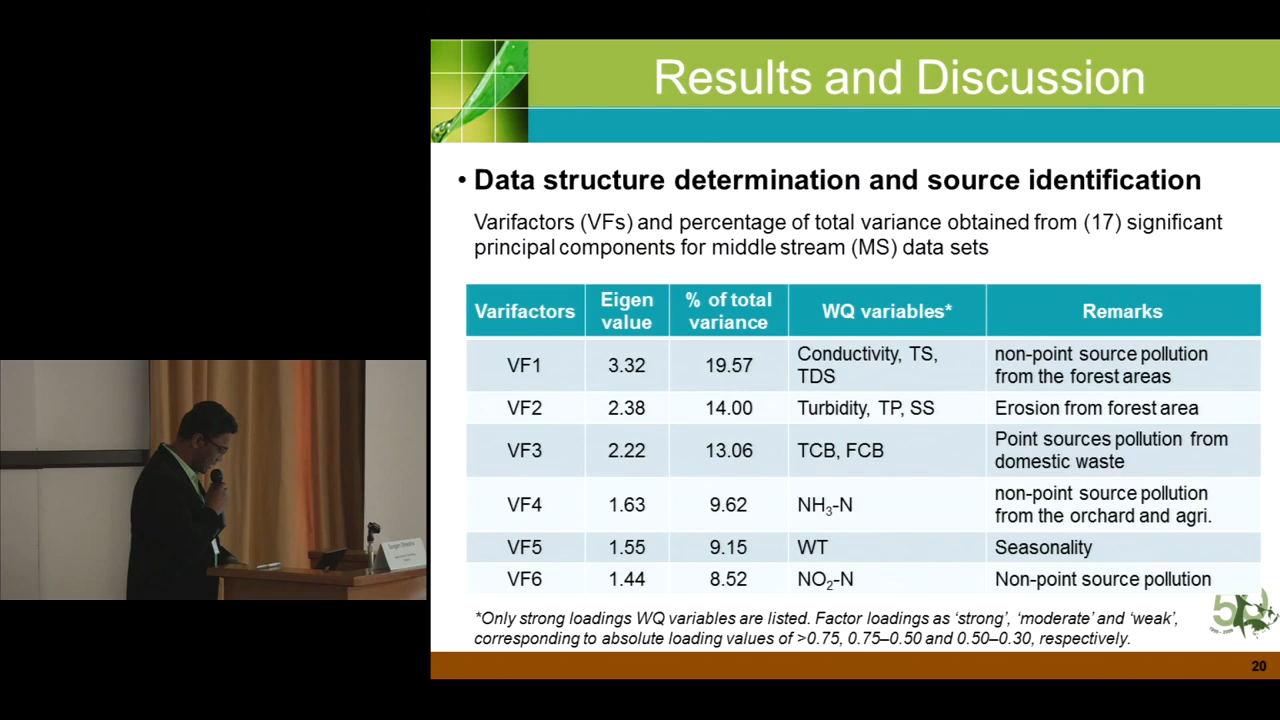 Results and Discussion
• Data structure determination and source identification
Varifactors (VFs) and percentage of total variance obtained from (17) significant
principal components for middle stream (MS) data sets
Varifactors Eigen value % of total variance WQ variables* Remarks
VF1 3.32 19.57 Conductivity, TS, TDS non-point source pollution from the forest areas
VF2 2.38 14.00 Turbidity, TP, SS Erosion from forest area
VF3 2.22 13.06 TCB, FCB Point sources pollution from domestic waste
VF4 1.63 9.62 NH3-N non-point source pollution from the orchard and agri.
VF5 1.55 9.15 WT Seasonality
VF6 1.44 8.52 NO2-N Non-point source pollution
*Only strong loadings WQ variables are listed. Factor loadings as ‘strong’, ‘moderate’ and ‘weak’,
corresponding to absolute loading values of >0.75, 0.75–0.50 and 0.50–0.30, respectively.
20